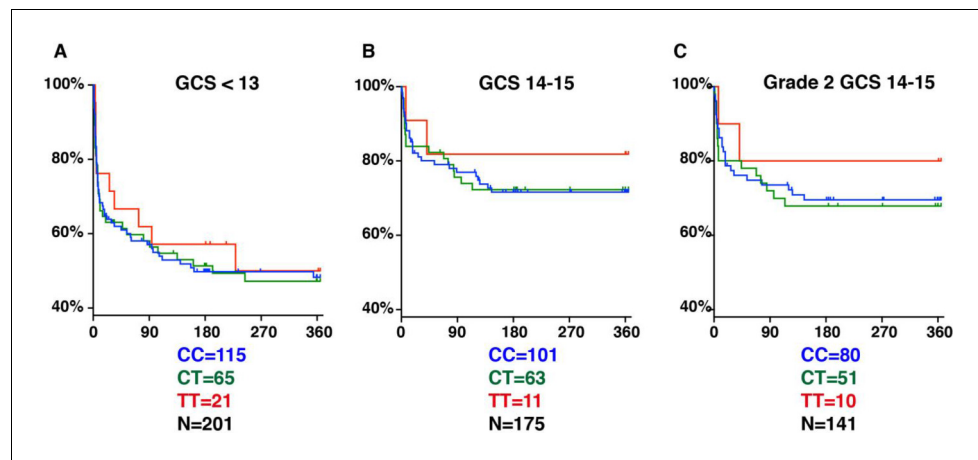 A
GCS < 13
100%
80%
60%
40%
0 90 180 270 360
CC=115
CT=65
TT=21
N=201
B
GCS 14-15
100%
80%
60%
40%
0 90 180 270 360
CC=101
CT=63
TT=11
N=175
C
Grade 2 GCS 14-15
100%
80%
60%
40%
0 90 180 270 360
CC=80
CT=51
TT=10
N=141